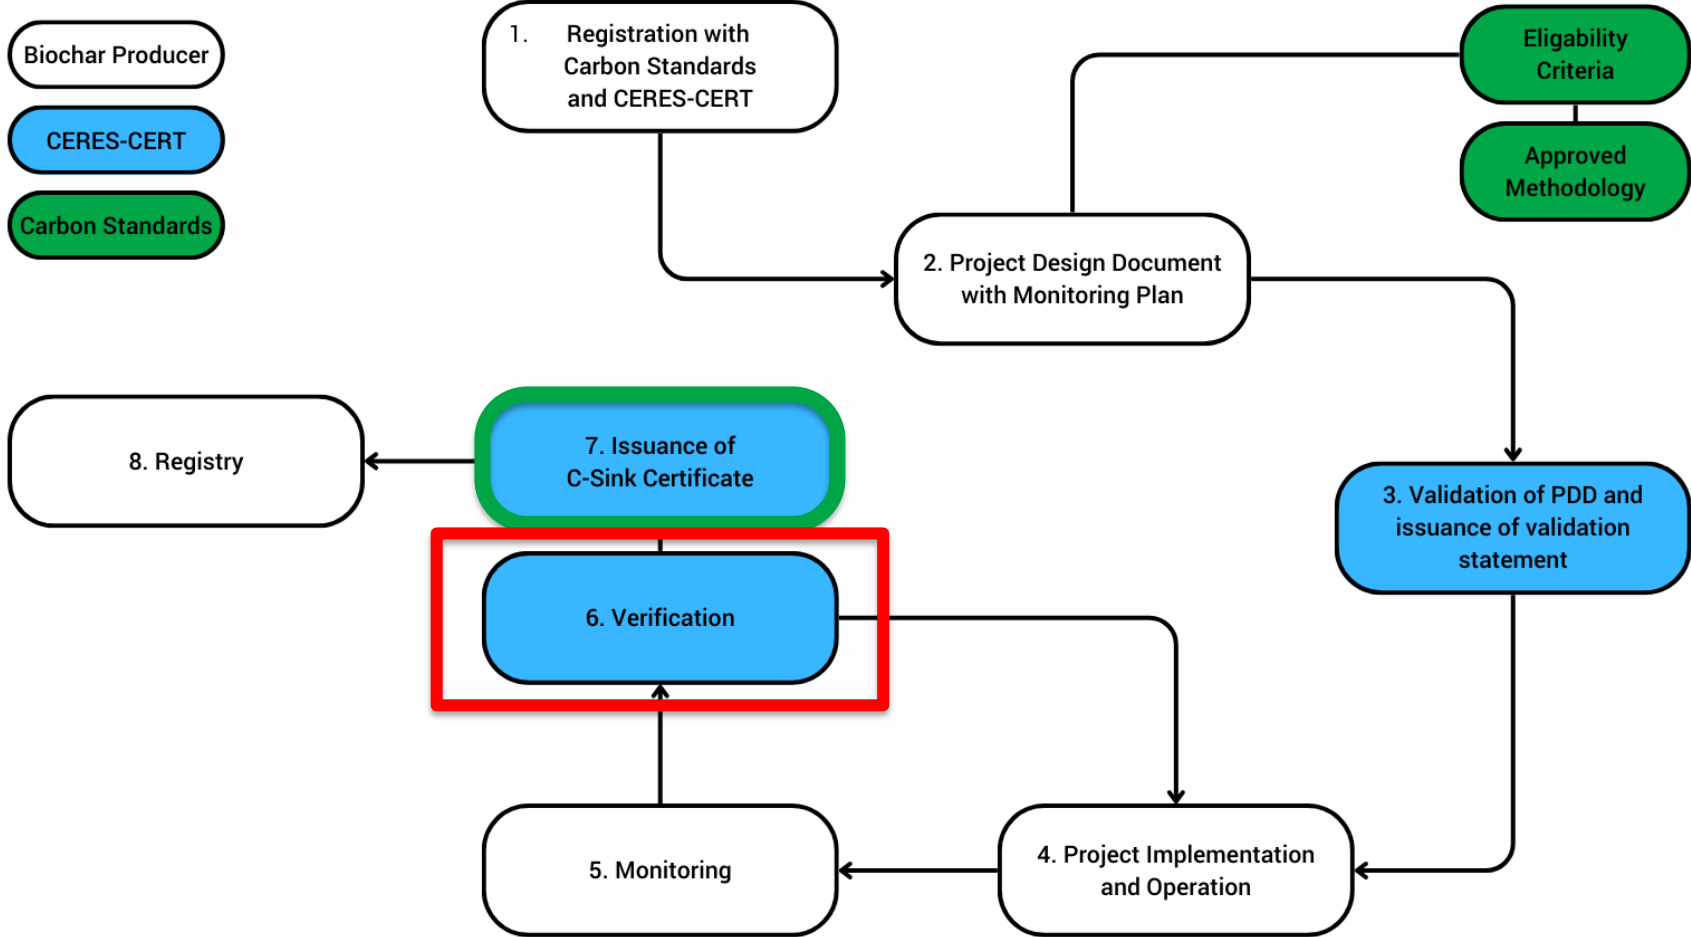 Biochar Producer
CERES-CERT
Carbon Standards
1. Registration with
Carbon Standards
and CERES-CERT
Eligability
Criteria
Approved
Methodology
2. Project Design Document
with Monitoring Plan
3. Validation of PDD and
issuance of validation
statement
4. Project Implementation
and Operation
5. Monitoring
6. Verification
7. Issuance of
C-Sink Certificate
8. Registry